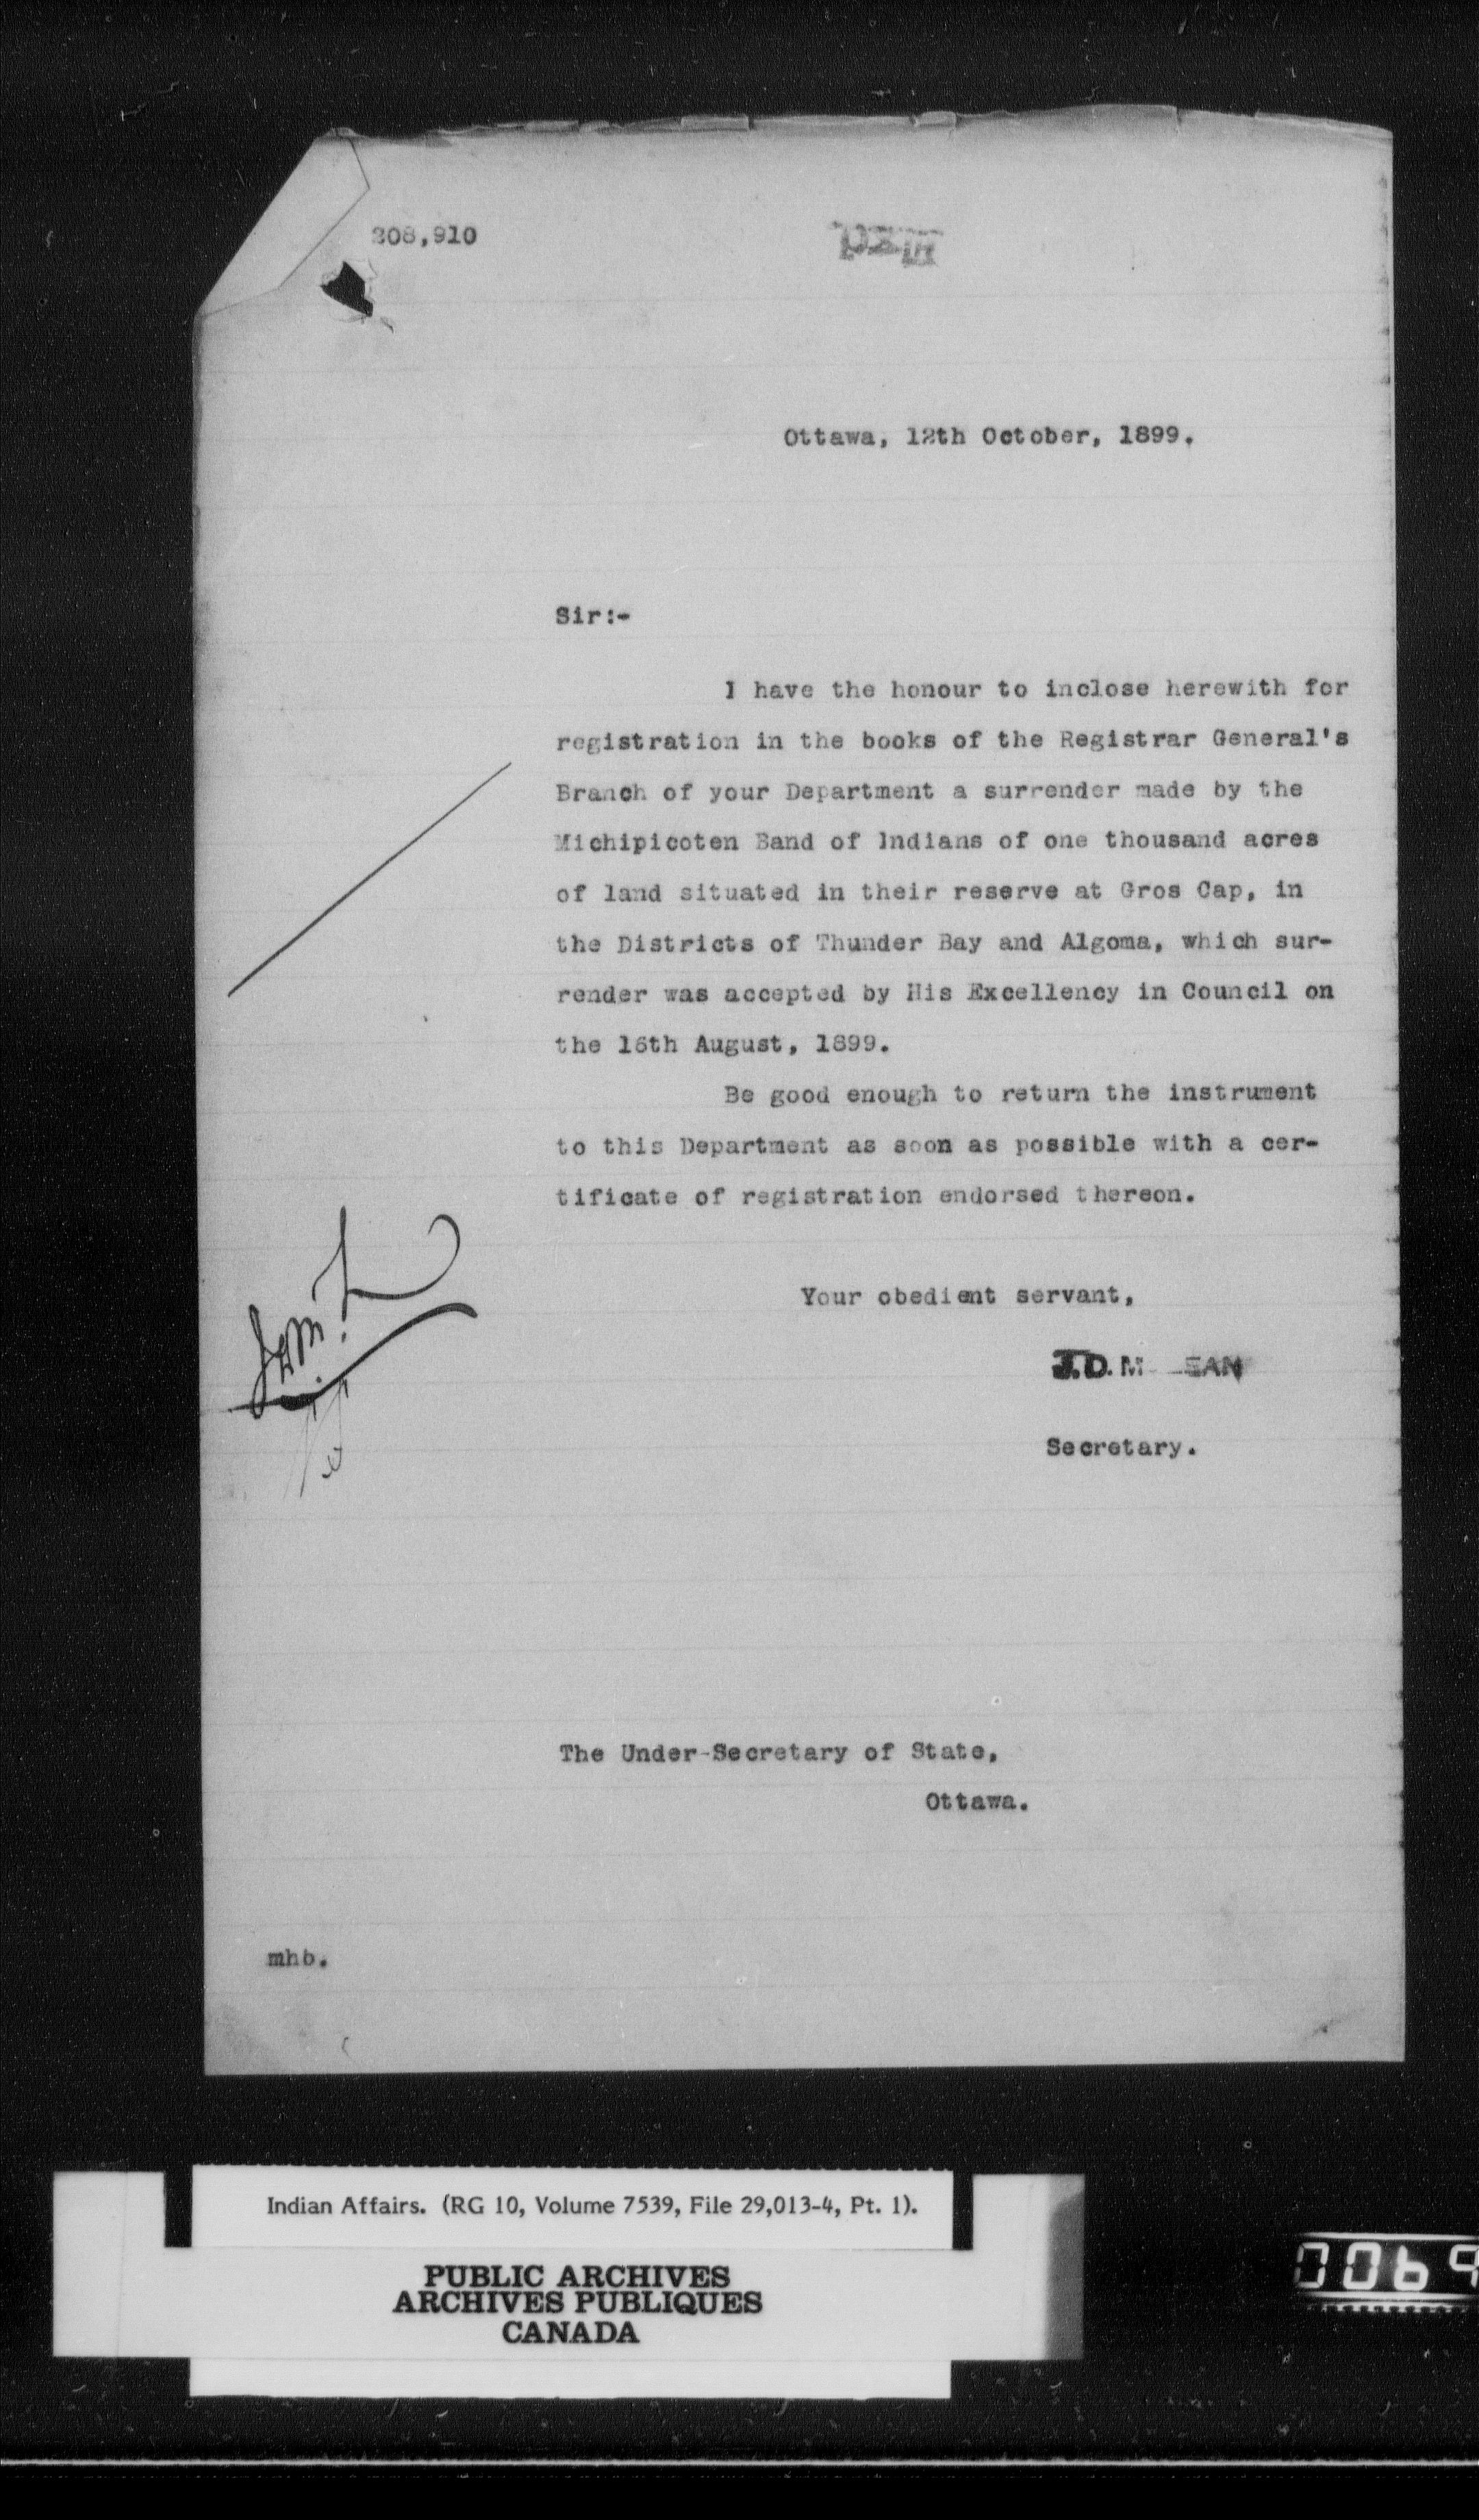 208,910
Ottawa, 12th October, 1899.
Sir:-
I have the honour to inclose herewith for
registration in the books of the Registrar General's
Branch of your Department a surrender made by the
Michipicoten Band of Indians of one thousand acres
of land situated in their reserve at Gros Cap, in
the Districts of Thunder Bay and Algoma, which sur-
render was accepted by His Excellency in Council on
the 16th August, 1899.
Be good enough to return the instrument
to this Department as soon as possible with a cer-
tificate of registration endorsed thereon.
Your obedient servant,
J.D. M EAN
Secretary.
The Under-Secretary of State,
Ottawa.
mhb.
Indian Affairs. (RG 10, Volume 7539, File 29,013-4, Pt. 1).
PUBLIC ARCHIVES
ARCHIVES PUBLIQUES
CANADA
0069